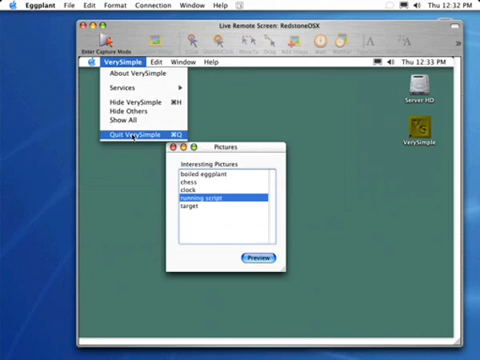 Eggplant File Edit Format Connection Window Help Thu 12:32 PM
Live Remote Screen: RedstoneOSX
Enter Capture Mode
VerySimple Edit Window Help Thu 12:33 PM
About VerySimple
Services
Hide VerySimple ⌘H
Hide Others
Show All
Quit VerySimple ⌘Q
Server HD
VerySimple
Pictures
Interesting Pictures
boiled eggplant
chess
clock
running script
target
Preview